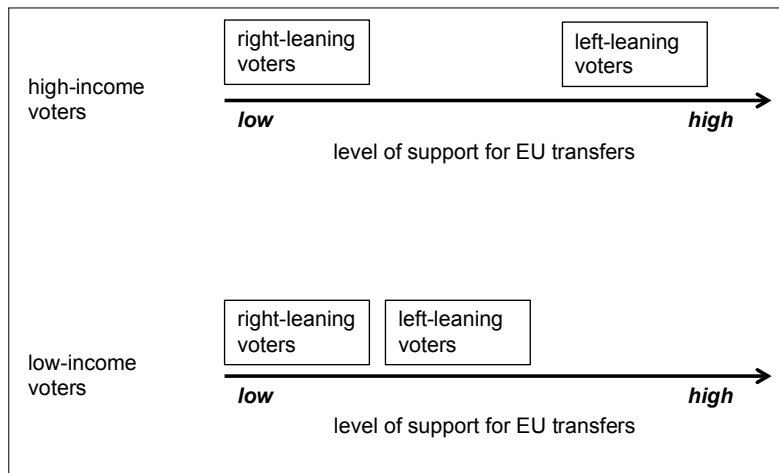 right-leaning
voters
left-leaning
voters
high-income
voters
low
high
level of support for EU transfers
right-leaning
voters
left-leaning
voters
low-income
voters
low
high
level of support for EU transfers